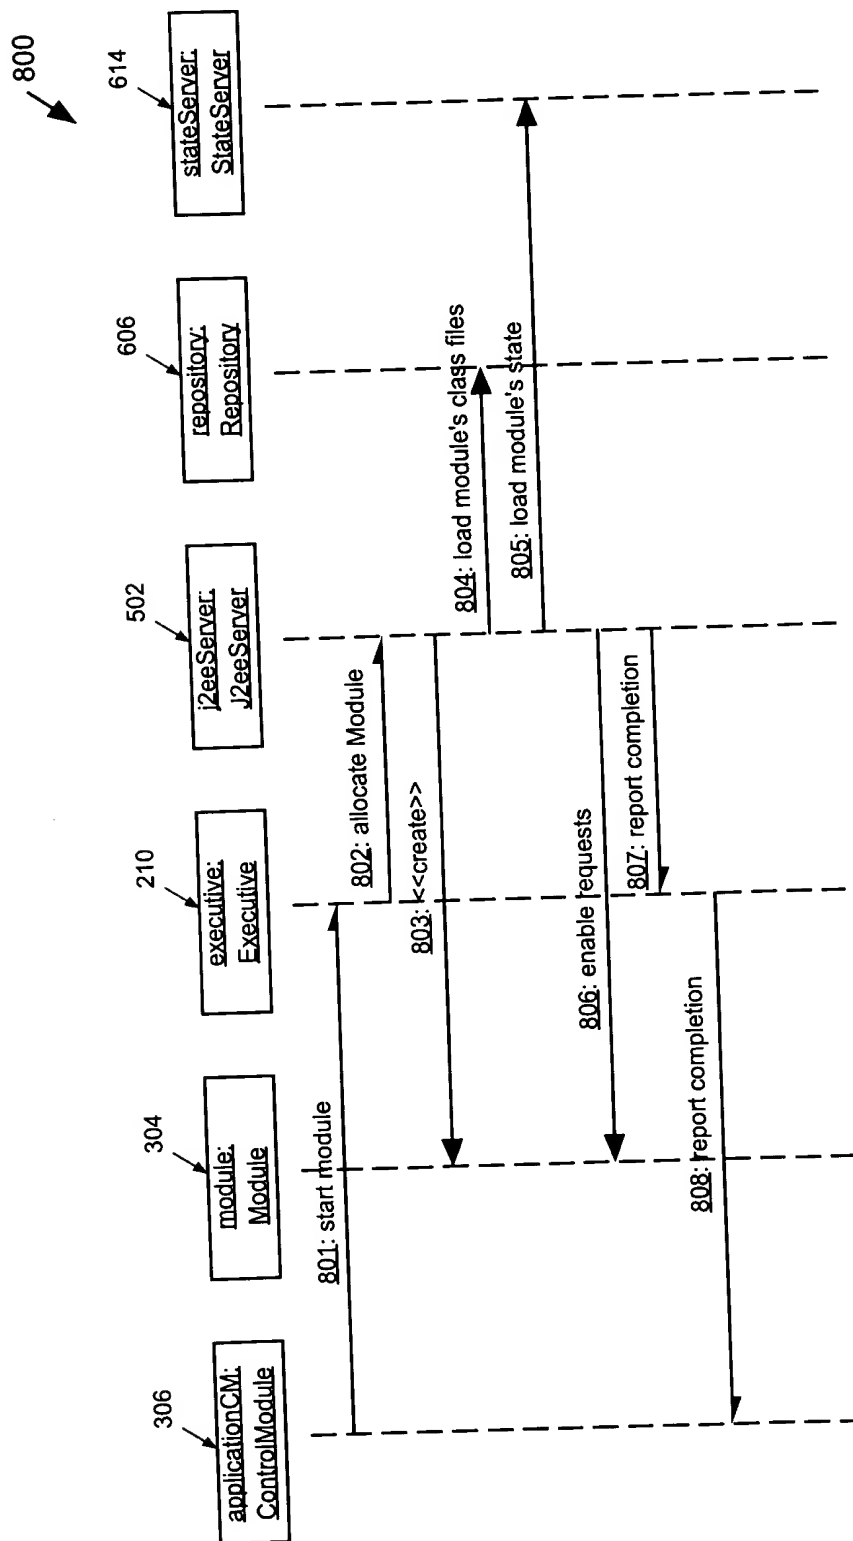 800
306
applicationCM:
ControlModule
304
module:
Module
210
executive:
Executive
502
j2eeServer:
J2eeServer
606
repository:
Repository
614
stateServer:
StateServer
801: start module
802: allocate Module
803: <<create>>
804: load module's class files
805: load module's state
806: enable requests
807: report completion
808: report completion